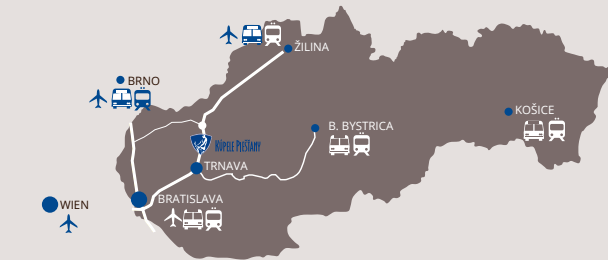 ŽILINA
BRNO
KOŠICE
B. BYSTRICA
Kúpele Piešťany
TRNAVA
BRATISLAVA
WIEN